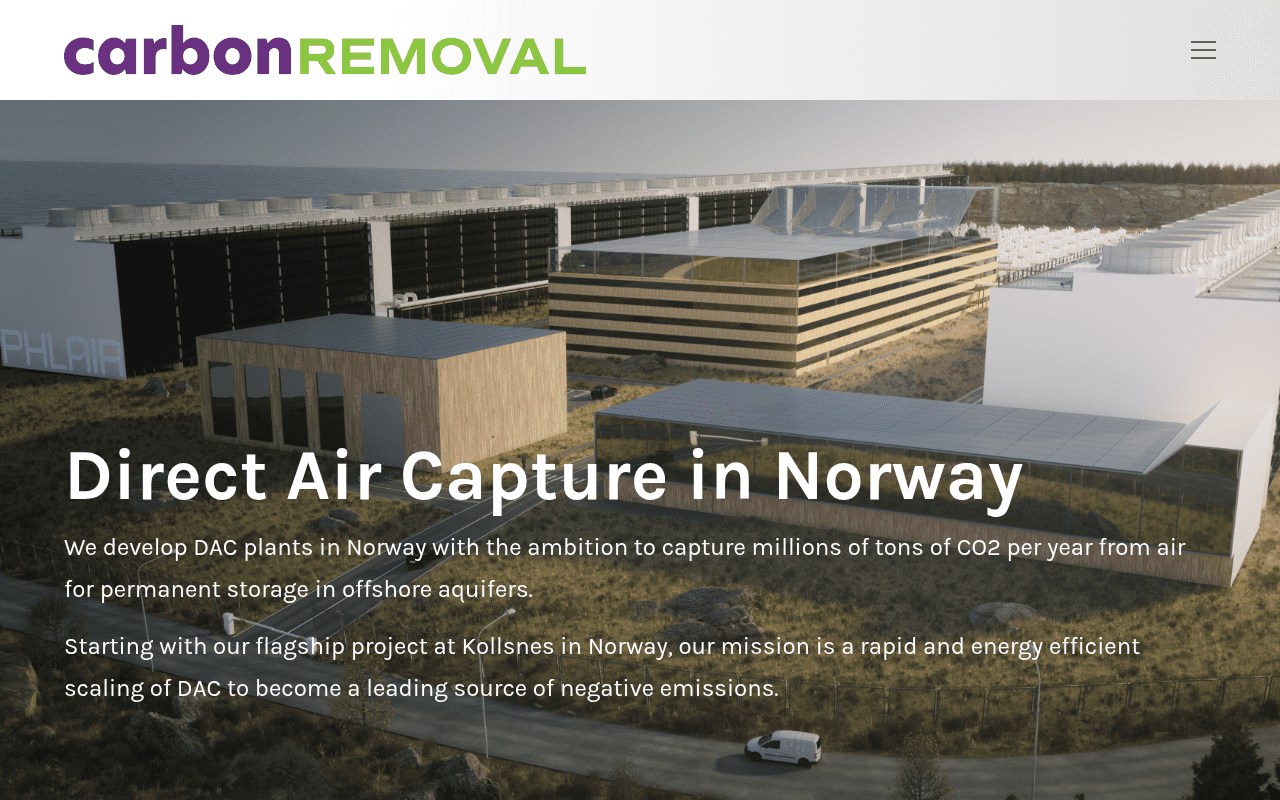 carbonREMOVAL
PHLAIR
Direct Air Capture in Norway
We develop DAC plants in Norway with the ambition to capture millions of tons of CO2 per year from air
for permanent storage in offshore aquifers.
Starting with our flagship project at Kollsnes in Norway, our mission is a rapid and energy efficient
scaling of DAC to become a leading source of negative emissions.